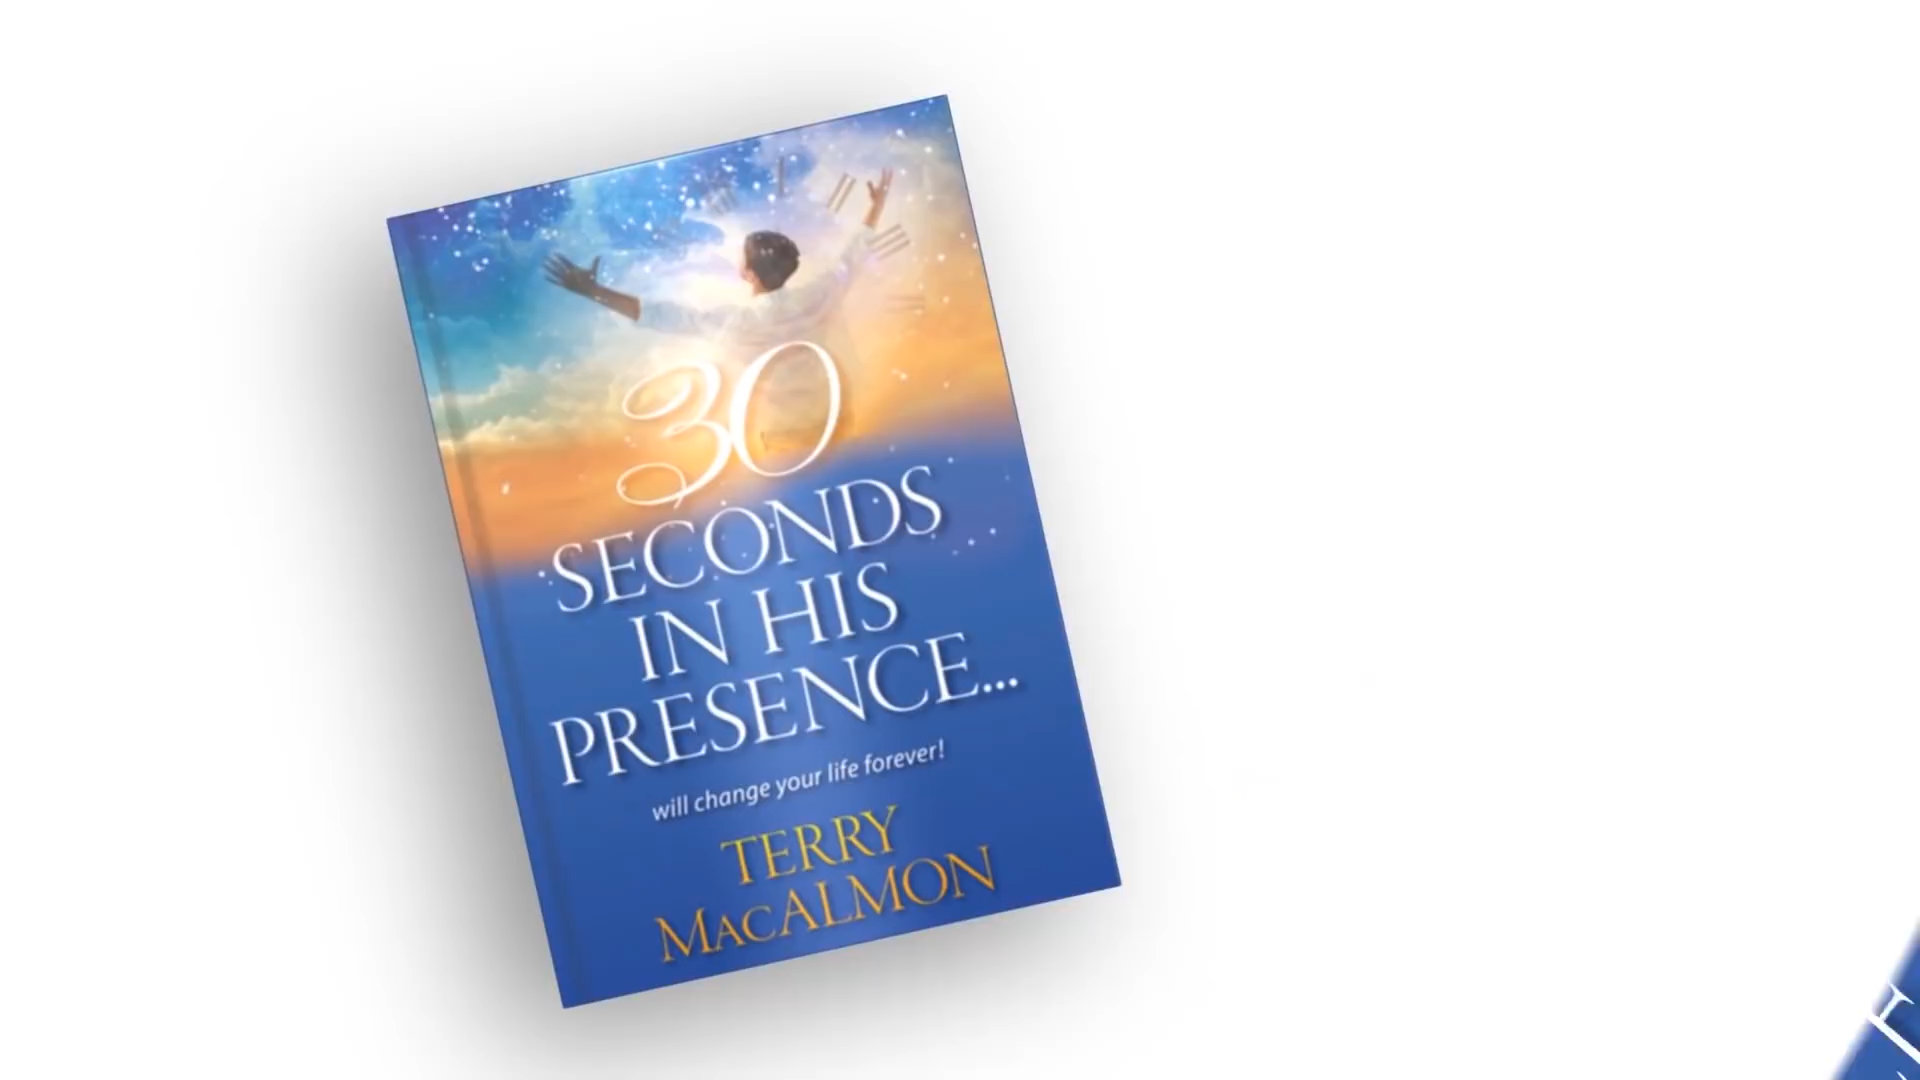 30
SECONDS
IN HIS
PRESENCE...
will change your life forever!
TERRY
MACALMON